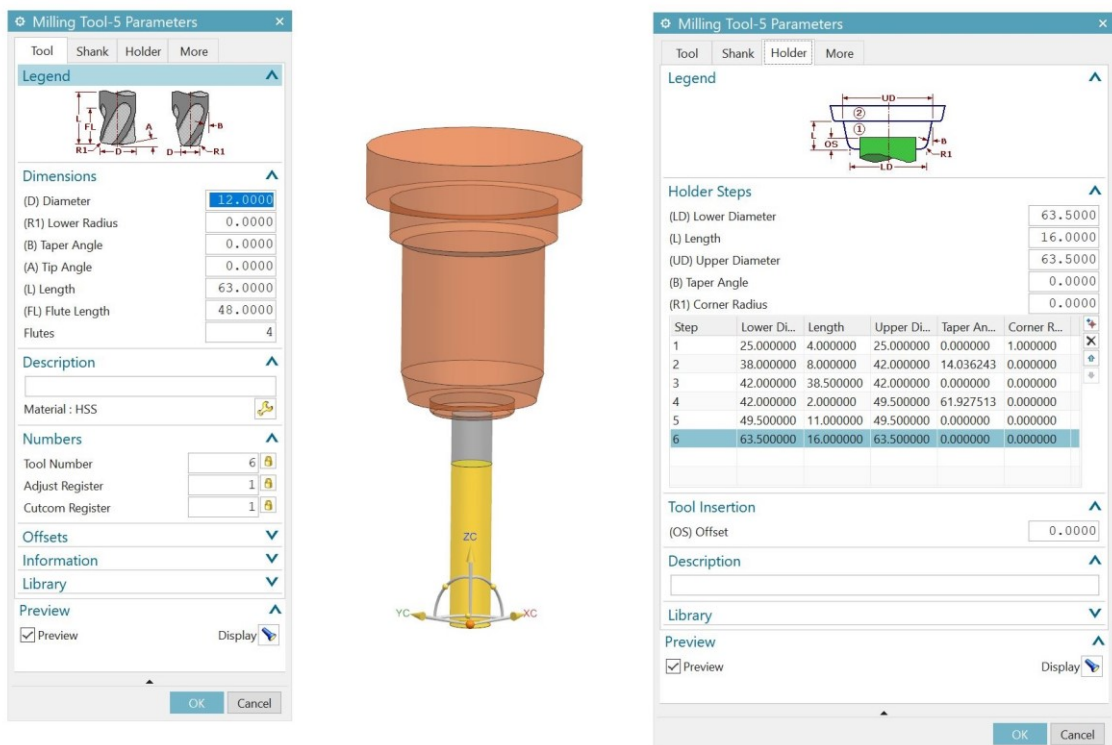 Milling Tool-5 Parameters
Tool Shank Holder More
Legend
L
FL
A
B
R1
D
D
R1
Dimensions
(D) Diameter 12.0000
(R1) Lower Radius 0.0000
(B) Taper Angle 0.0000
(A) Tip Angle 0.0000
(L) Length 63.0000
(FL) Flute Length 48.0000
Flutes 4
Description
Material : HSS
Numbers
Tool Number 6
Adjust Register 1
Cutcom Register 1
Offsets
Information
Library
Preview
Preview Display
OK Cancel
ZC
YC XC
Milling Tool-5 Parameters
Tool Shank Holder More
Legend
UD
2
1
L
OS
B
R1
LD
Holder Steps
(LD) Lower Diameter 63.5000
(L) Length 16.0000
(UD) Upper Diameter 63.5000
(B) Taper Angle 0.0000
(R1) Corner Radius 0.0000
Step Lower Di... Length Upper Di... Taper An... Corner R...
1 25.000000 4.000000 25.000000 0.000000 1.000000
2 38.000000 8.000000 42.000000 14.036243 0.000000
3 42.000000 38.500000 42.000000 0.000000 0.000000
4 42.000000 2.000000 49.500000 61.927513 0.000000
5 49.500000 11.000000 49.500000 0.000000 0.000000
6 63.500000 16.000000 63.500000 0.000000 0.000000
Tool Insertion
(OS) Offset 0.0000
Description
Library
Preview
Preview Display
OK Cancel